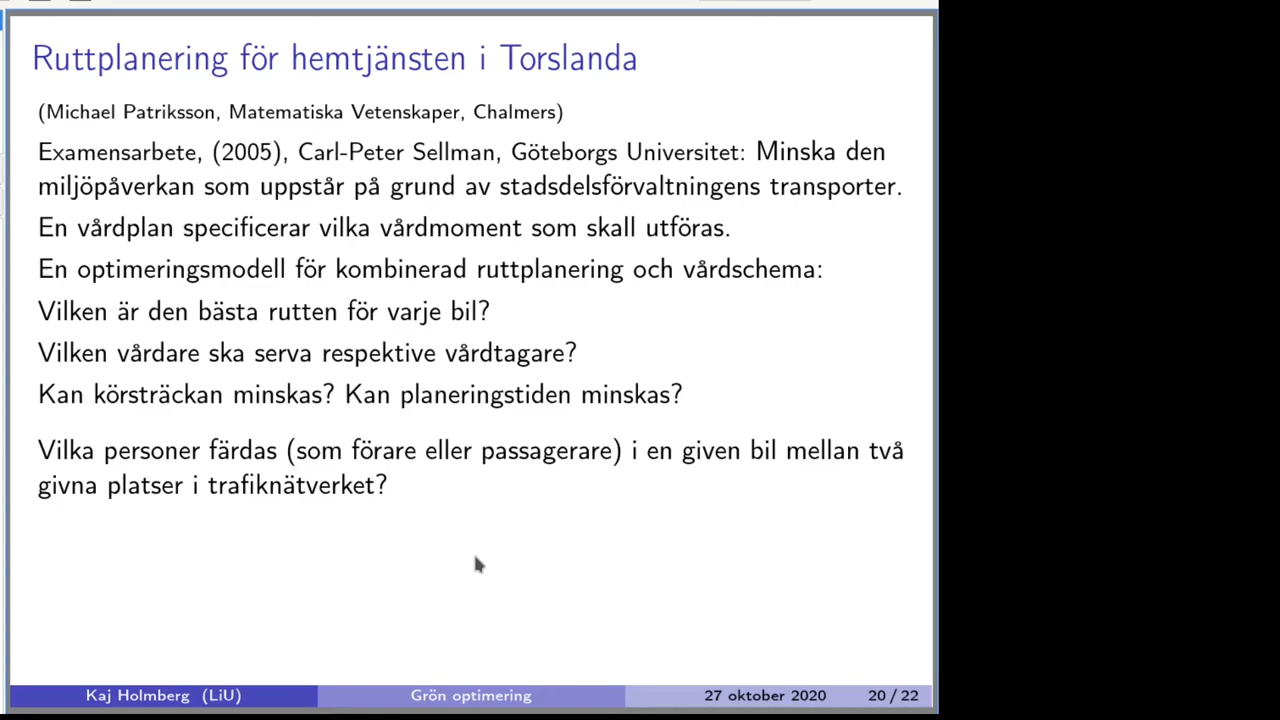 Ruttplanering för hemtjänsten i Torslanda
(Michael Patriksson, Matematiska Vetenskaper, Chalmers)
Examensarbete, (2005), Carl-Peter Sellman, Göteborgs Universitet: Minska den
miljöpåverkan som uppstår på grund av stadsdelsförvaltningens transporter.
En vårdplan specificerar vilka vårdmoment som skall utföras.
En optimeringsmodell för kombinerad ruttplanering och vårdschema:
Vilken är den bästa rutten för varje bil?
Vilken vårdare ska serva respektive vårdtagare?
Kan körsträckan minskas? Kan planeringstiden minskas?
Vilka personer färdas (som förare eller passagerare) i en given bil mellan två
givna platser i trafiknätverket?
Kaj Holmberg (LiU) Grön optimering 27 oktober 2020 20 / 22